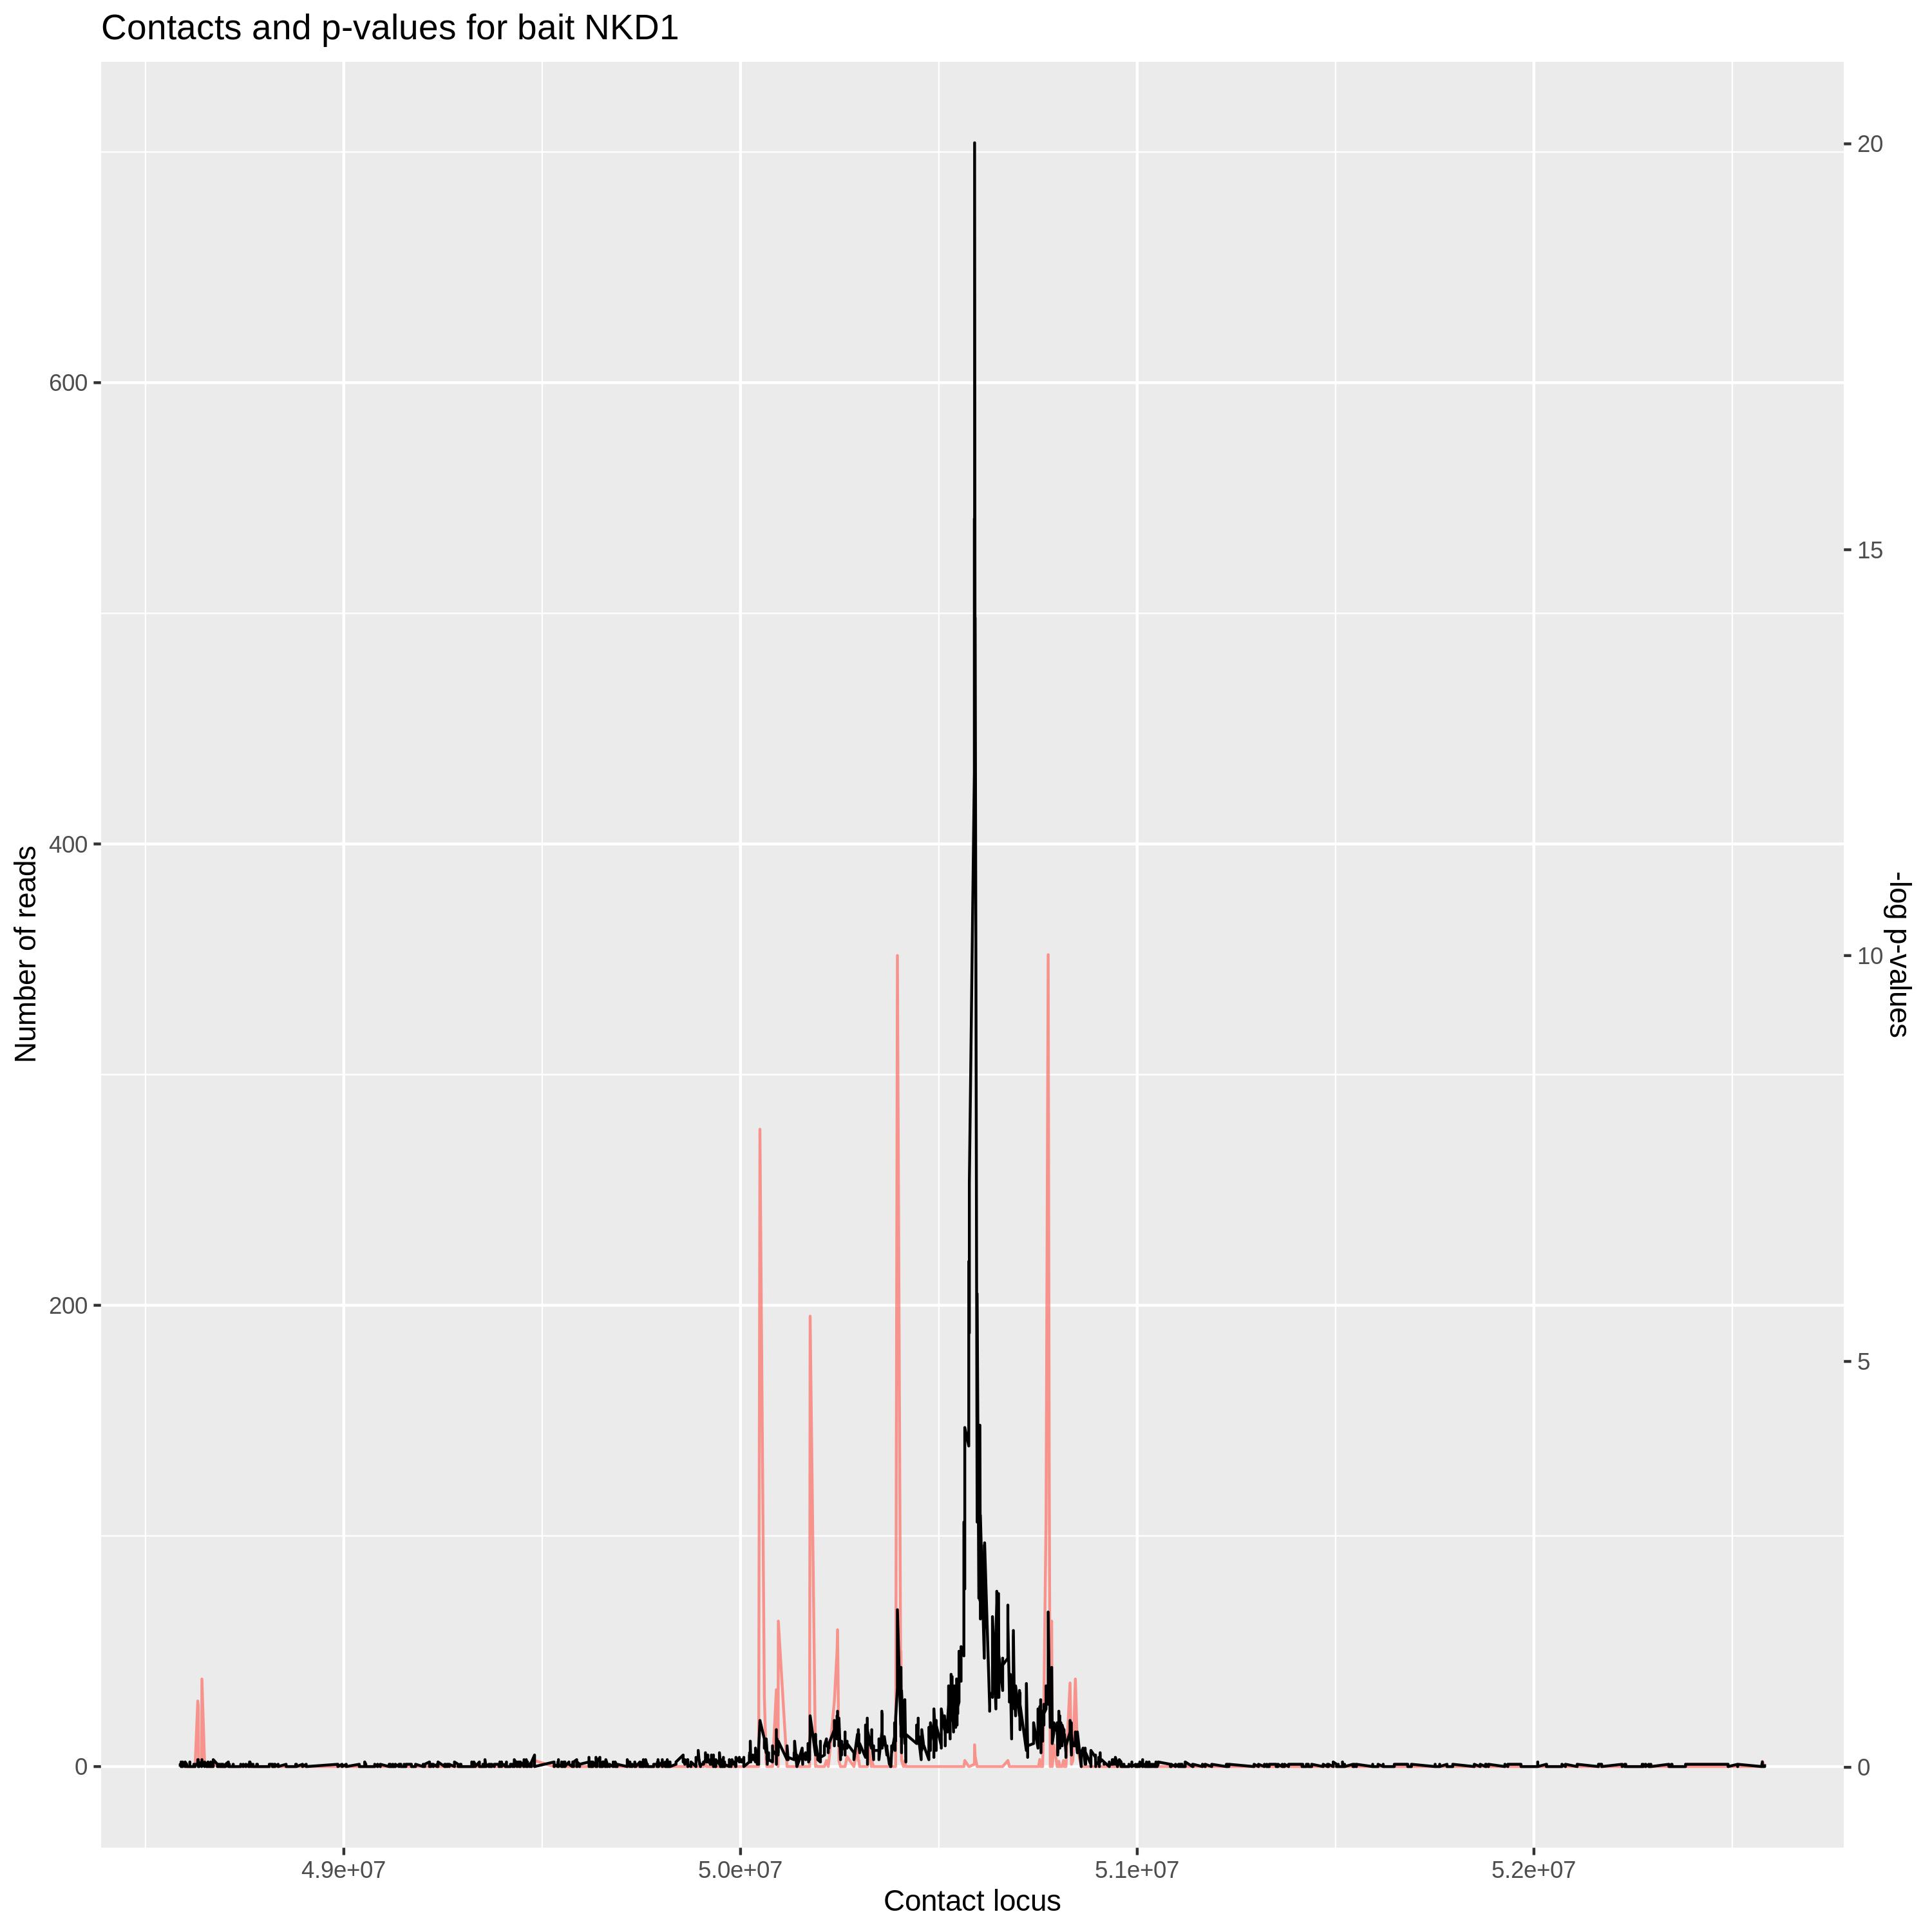 Contacts and p-values for bait NKD1
Number of reads
600
400
200
0
20
15
10
5
0
-log p-values
4.9e+07 5.0e+07 5.1e+07 5.2e+07
Contact locus